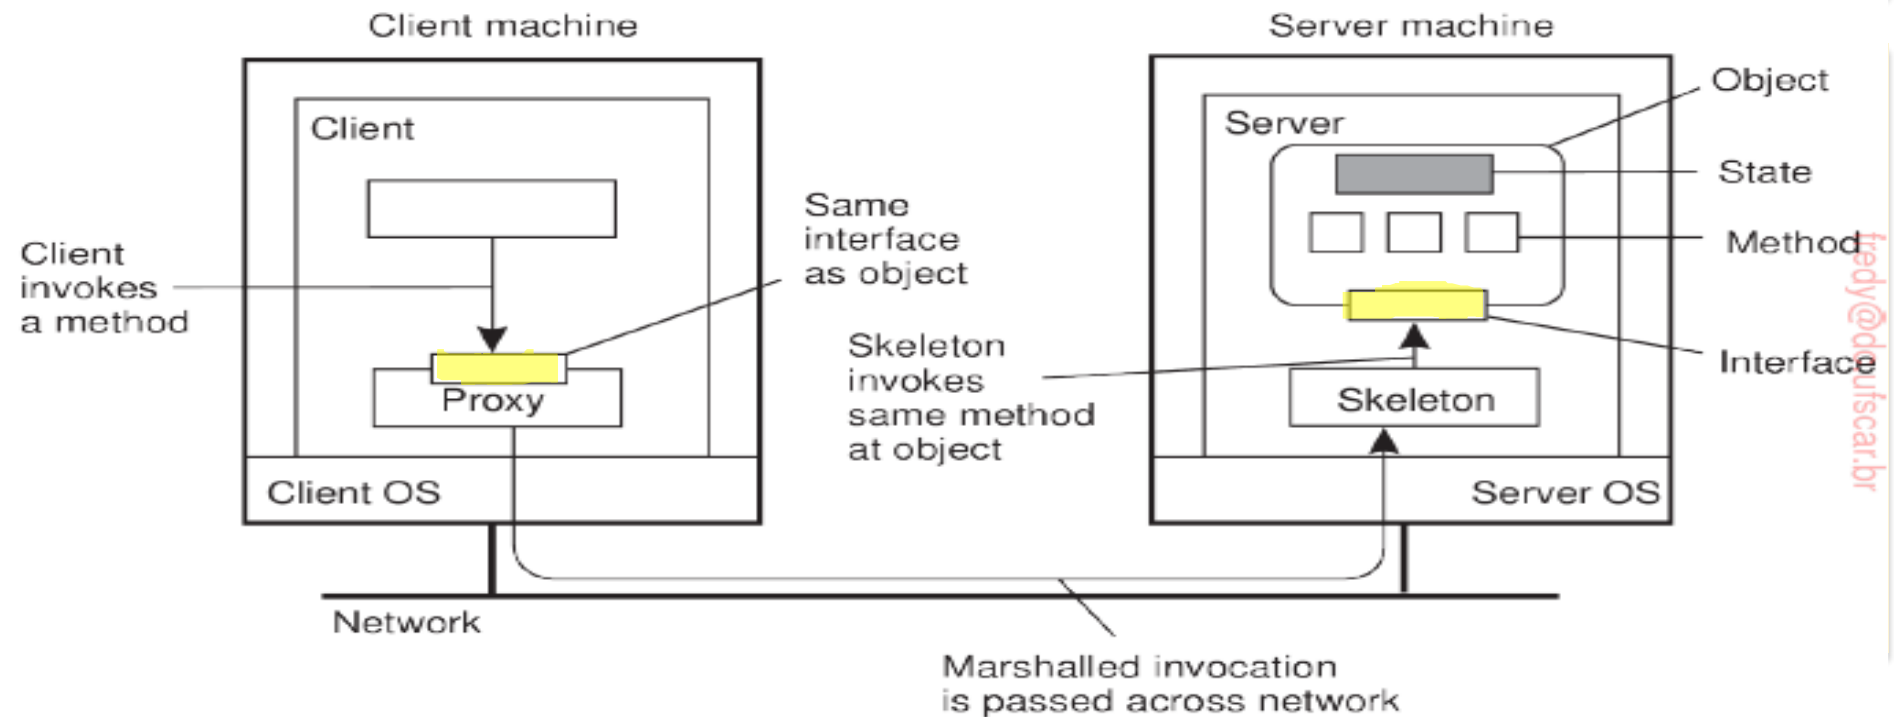 Client machine
Server machine
Client
Server
Object
State
Method
Interface
Client
invokes
a method
Same
interface
as object
Skeleton
invokes
same method
at object
Proxy
Skeleton
Client OS
Server OS
Network
Marshalled invocation
is passed across network